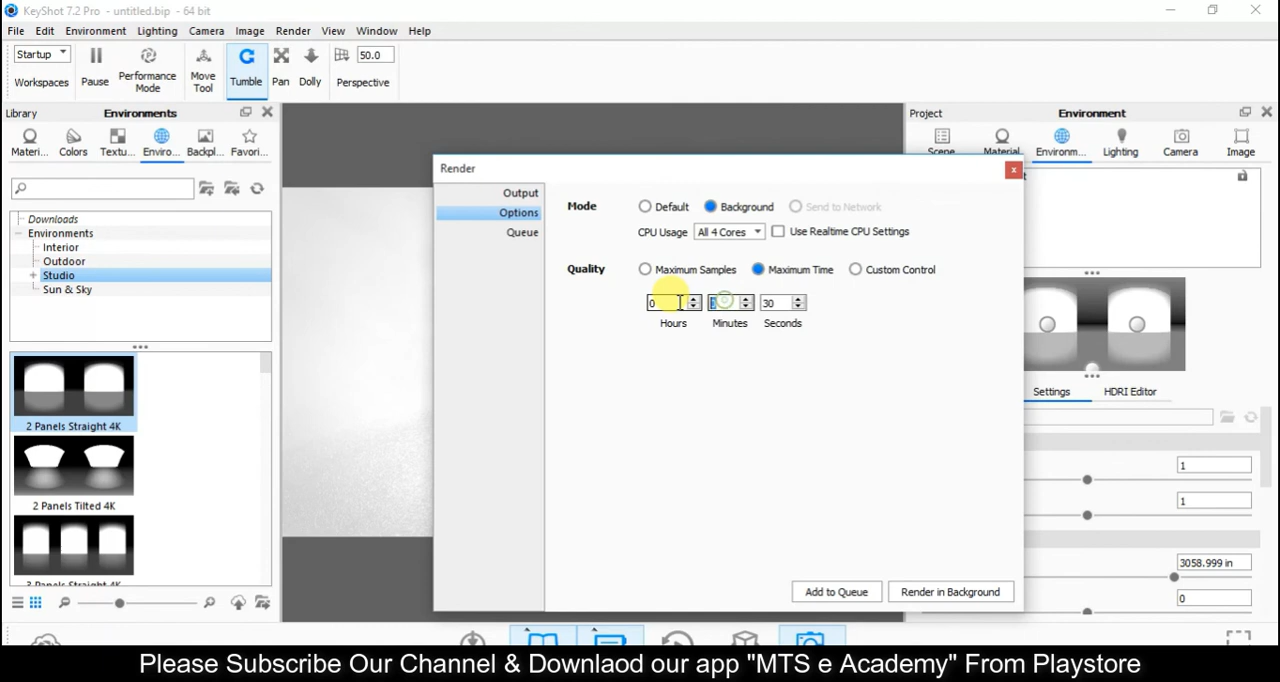 KeyShot 7.2 Pro - untitled.bip - 64 bit
File Edit Environment Lighting Camera Image Render View Window Help
Startup 50.0
Workspaces Pause Performance Mode Move Tool Tumble Pan Dolly Perspective
Library Environments
Materi... Colors Textu... Enviro... Backpl... Favori...
Downloads
Environments
Interior
Outdoor
Studio
Sun & Sky
2 Panels Straight 4K
2 Panels Tilted 4K
3 Panels Straight 4K
Render
Output
Options
Queue
Mode Default Background Send to Network
CPU Usage All 4 Cores Use Realtime CPU Settings
Quality Maximum Samples Maximum Time Custom Control
0 30
Hours Minutes Seconds
Add to Queue Render in Background
Project Environment
Scene Material Environm... Lighting Camera Image
Settings HDRI Editor
1
1
3058.999 in
0
Please Subscribe Our Channel & Downlaod our app "MTS e Academy" From Playstore